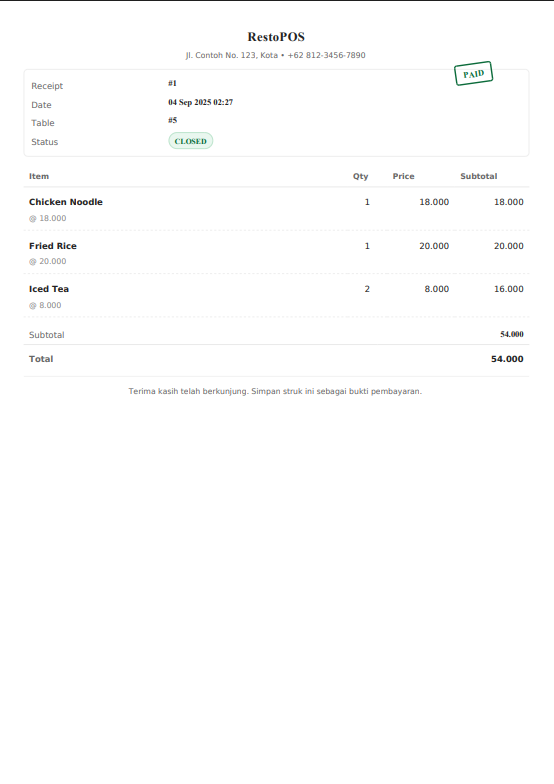 RestoPOS
Jl. Contoh No. 123, Kota • +62 812-3456-7890
PAID
Receipt #1
Date 04 Sep 2025 02:27
Table #5
Status CLOSED
Item Qty Price Subtotal
Chicken Noodle 1 18.000 18.000
@ 18.000
Fried Rice 1 20.000 20.000
@ 20.000
Iced Tea 2 8.000 16.000
@ 8.000
Subtotal 54.000
Total 54.000
Terima kasih telah berkunjung. Simpan struk ini sebagai bukti pembayaran.